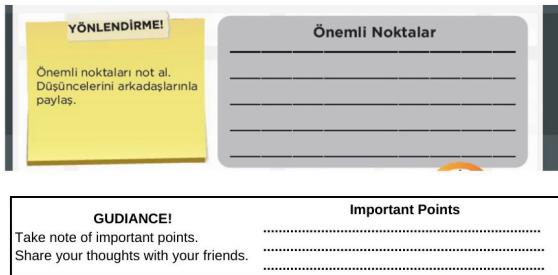 YÖNLENDİRME!
Önemli noktaları not al.
Düşüncelerini arkadaşlarınla
paylaş.
Önemli Noktalar
GUDIANCE!
Take note of important points.
Share your thoughts with your friends.
Important Points